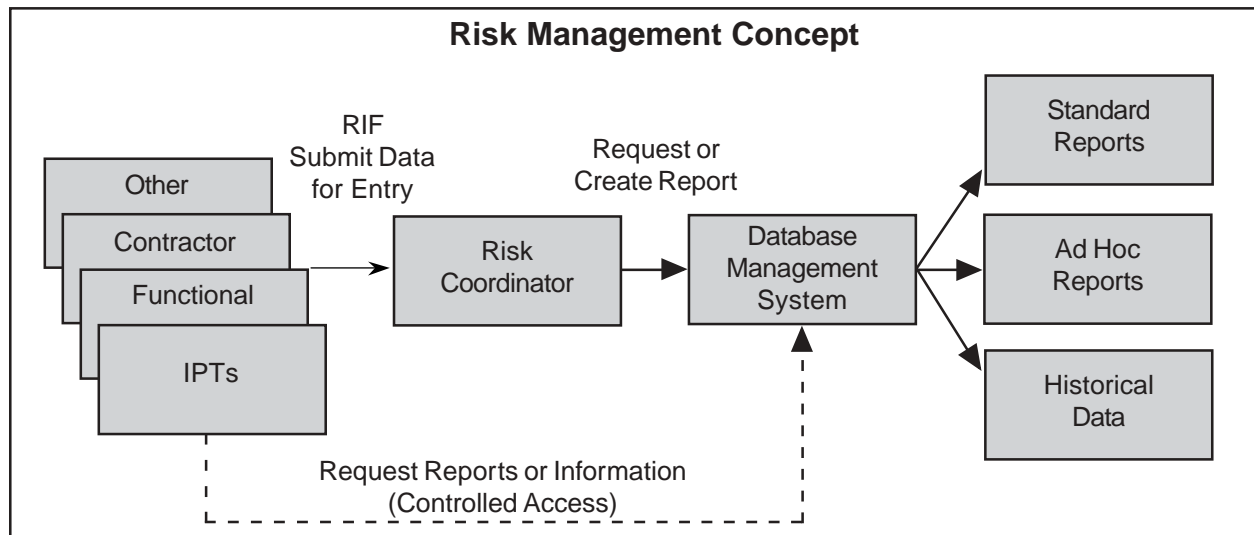 Risk Management Concept
RIF
Submit Data
for Entry
Request or
Create Report
Other
Contractor
Functional
IPTs
Risk
Coordinator
Database
Management
System
Standard
Reports
Ad Hoc
Reports
Historical
Data
Request Reports or Information
(Controlled Access)